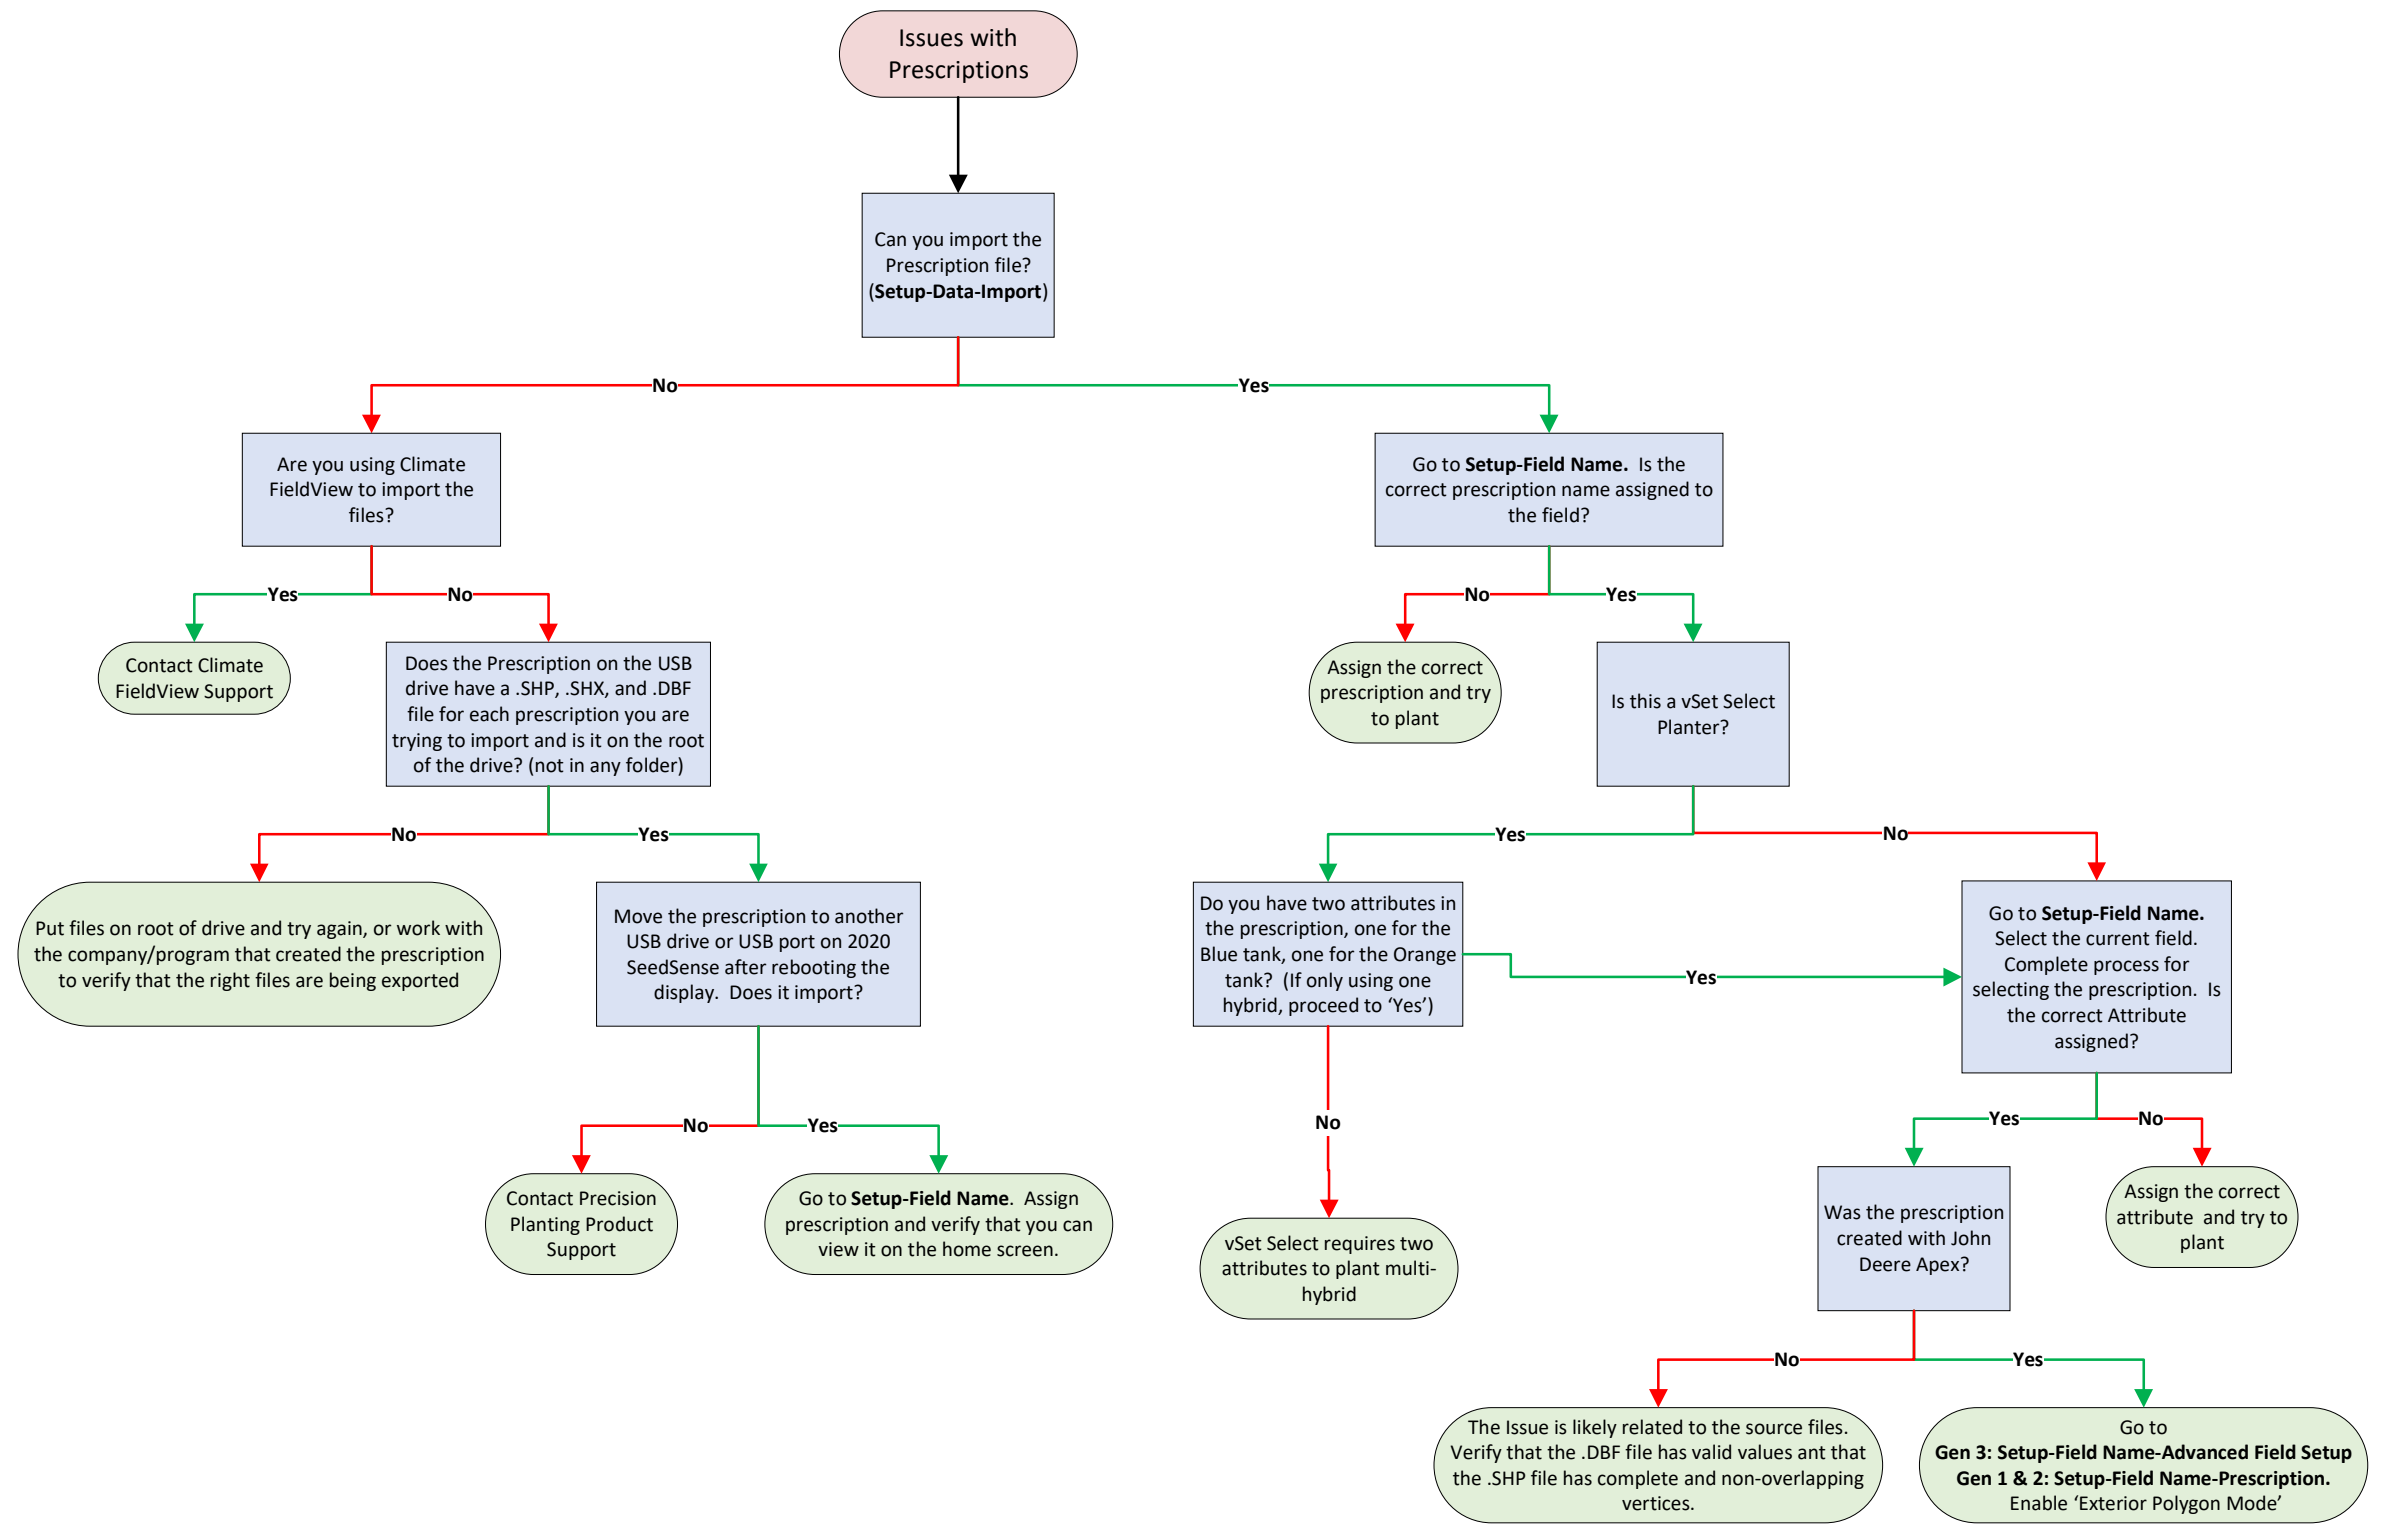 Issues with
Prescriptions
Can you import the
Prescription file?
(Setup-Data-Import)
No
Yes
Are you using Climate
FieldView to import the
files?
Go to Setup-Field Name.  Is the
correct prescription name assigned to
the field?
Yes
No
No
Yes
Contact Climate
FieldView Support
Does the Prescription on the USB
drive have a .SHP, .SHX, and .DBF
file for each prescription you are
trying to import and is it on the root
of the drive? (not in any folder)
Assign the correct
prescription and try
to plant
Is this a vSet Select
Planter?
No
Yes
Yes
No
Put files on root of drive and try again, or work with
the company/program that created the prescription
to verify that the right files are being exported
Move the prescription to another
USB drive or USB port on 2020
SeedSense after rebooting the
display.  Does it import?
Do you have two attributes in
the prescription, one for the
Blue tank, one for the Orange
tank?  (If only using one
hybrid, proceed to ‘Yes’)
Yes
Go to Setup-Field Name.
Select the current field.
Complete process for
selecting the prescription.  Is
the correct Attribute
assigned?
No
Yes
No
Yes
No
Contact Precision
Planting Product
Support
Go to Setup-Field Name.  Assign
prescription and verify that you can
view it on the home screen.
vSet Select requires two
attributes to plant multi-
hybrid
Was the prescription
created with John
Deere Apex?
Assign the correct
attribute  and try to
plant
No
Yes
The Issue is likely related to the source files.
Verify that the .DBF file has valid values ant that
the .SHP file has complete and non-overlapping
vertices.
Go to
Gen 3: Setup-Field Name-Advanced Field Setup
Gen 1 & 2: Setup-Field Name-Prescription.
Enable ‘Exterior Polygon Mode’